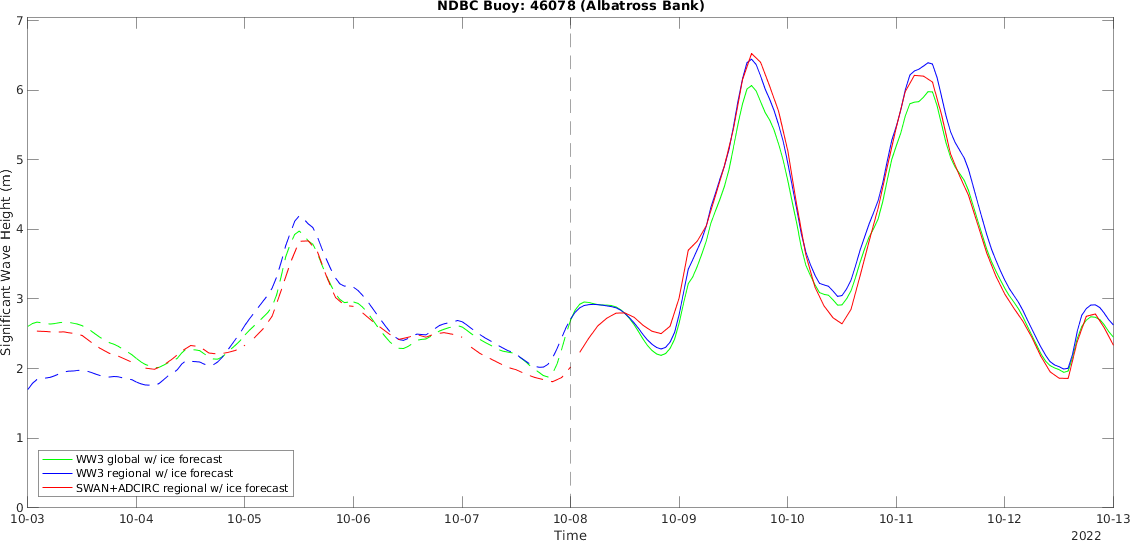 NDBC Buoy: 46078 (Albatross Bank)
7
6
5
4
3
2
1
0
Significant Wave Height (m)
WW3 global w/ ice forecast
WW3 regional w/ ice forecast
SWAN+ADCIRC regional w/ ice forecast
10-03 10-04 10-05 10-06 10-07 10-08 10-09 10-10 10-11 10-12 10-13
Time
2022